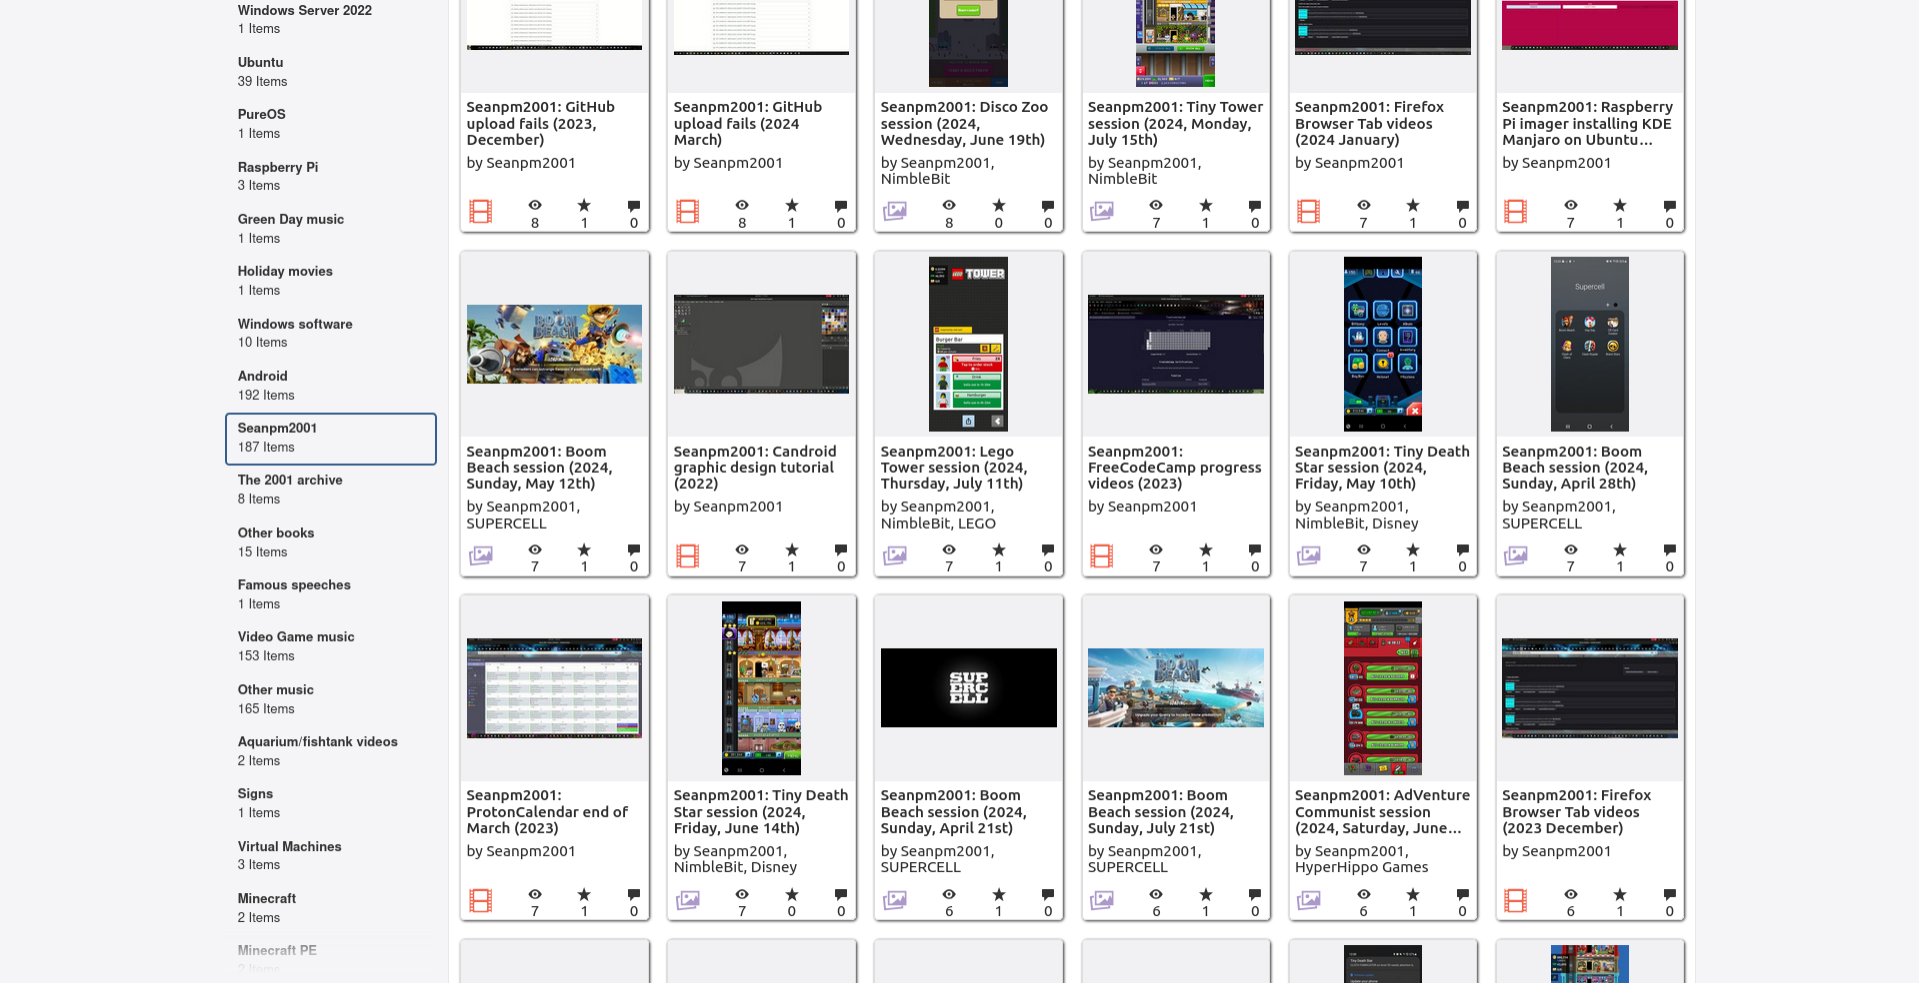 Windows Server 2022
1 Items
Ubuntu
39 Items
PureOS
1 Items
Raspberry Pi
3 Items
Green Day music
1 Items
Holiday movies
1 Items
Windows software
10 Items
Android
192 Items
Seanpm2001
187 Items
The 2001 archive
8 Items
Other books
15 Items
Famous speeches
1 Items
Video Game music
153 Items
Other music
165 Items
Aquarium/fishtank videos
2 Items
Signs
1 Items
Virtual Machines
3 Items
Minecraft
2 Items
Minecraft PE
2 Items
Seanpm2001: GitHub
upload fails (2023,
December)
by Seanpm2001
8 1 0
Seanpm2001: GitHub
upload fails (2024
March)
by Seanpm2001
8 1 0
Seanpm2001: Disco Zoo
session (2024,
Wednesday, June 19th)
by Seanpm2001,
NimbleBit
8 0 0
Seanpm2001: Tiny Tower
session (2024, Monday,
July 15th)
by Seanpm2001,
NimbleBit
7 1 0
Seanpm2001: Firefox
Browser Tab videos
(2024 January)
by Seanpm2001
7 1 0
Seanpm2001: Raspberry
Pi imager installing KDE
Manjaro on Ubuntu...
by Seanpm2001
7 1 0
BOOM
BEACH
Seanpm2001: Boom
Beach session (2024,
Sunday, May 12th)
by Seanpm2001,
SUPERCELL
7 1 0
Seanpm2001: Candroid
graphic design tutorial
(2022)
by Seanpm2001
7 1 0
LEGO TOWER
Burger Bar
Seanpm2001: Lego
Tower session (2024,
Thursday, July 11th)
by Seanpm2001,
NimbleBit, LEGO
7 1 0
Seanpm2001:
FreeCodeCamp progress
videos (2023)
by Seanpm2001
7 1 0
Seanpm2001: Tiny Death
Star session (2024,
Friday, May 10th)
by Seanpm2001,
NimbleBit, Disney
7 1 0
Supercell
Seanpm2001: Boom
Beach session (2024,
Sunday, April 28th)
by Seanpm2001,
SUPERCELL
7 1 0
Seanpm2001:
ProtonCalendar end of
March (2023)
by Seanpm2001
7 1 0
Seanpm2001: Tiny Death
Star session (2024,
Friday, June 14th)
by Seanpm2001,
NimbleBit, Disney
7 0 0
SUP
ERC
ELL
Seanpm2001: Boom
Beach session (2024,
Sunday, April 21st)
by Seanpm2001,
SUPERCELL
6 1 0
BOOM
BEACH
Seanpm2001: Boom
Beach session (2024,
Sunday, July 21st)
by Seanpm2001,
SUPERCELL
6 1 0
Seanpm2001: AdVenture
Communist session
(2024, Saturday, June...
by Seanpm2001,
HyperHippo Games
6 1 0
Seanpm2001: Firefox
Browser Tab videos
(2023 December)
by Seanpm2001
6 1 0
Tiny Death Star